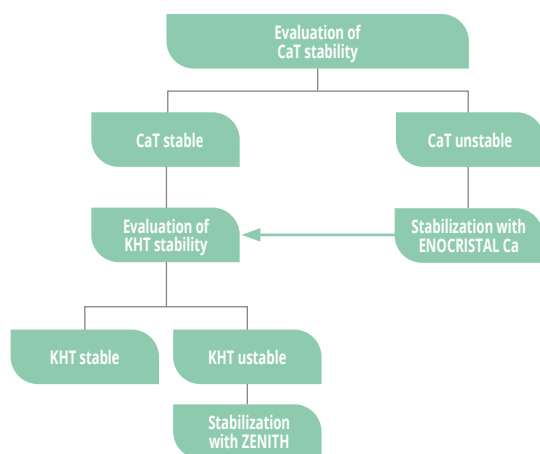 Evaluation of
CaT stability
CaT stable
CaT unstable
Evaluation of
KHT stability
Stabilization with
ENOCRISTAL Ca
KHT stable
KHT ustable
Stabilization
with ZENITH